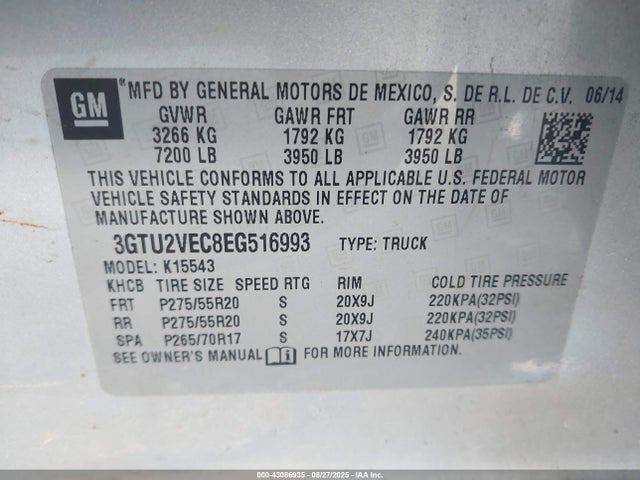 GM
® MFD BY GENERAL MOTORS DE MEXICO, S. DE R.L. DE C.V. 06/14
GVWR GAWR FRT GAWR RR
3266 KG 1792 KG 1792 KG
7200 LB 3950 LB 3950 LB
THIS VEHICLE CONFORMS TO ALL APPLICABLE U.S. FEDERAL MOTOR
VEHICLE SAFETY STANDARDS IN EFFECT ON THE DATE OF
MANUFACTURE SHOWN ABOVE.
3GTU2VEC8EG516993 TYPE: TRUCK
MODEL: K15543
KHCB TIRE SIZE SPEED RTG RIM COLD TIRE PRESSURE
FRT P275/55R20 S 20X9J 220KPA(32PSI)
RR P275/55R20 S 20X9J 220KPA(32PSI)
SPA P265/70R17 S 17X7J 240KPA(35PSI)
SEE OWNER'S MANUAL i FOR MORE INFORMATION.
000-43086935 - 08/27/2025 - IAA Inc.